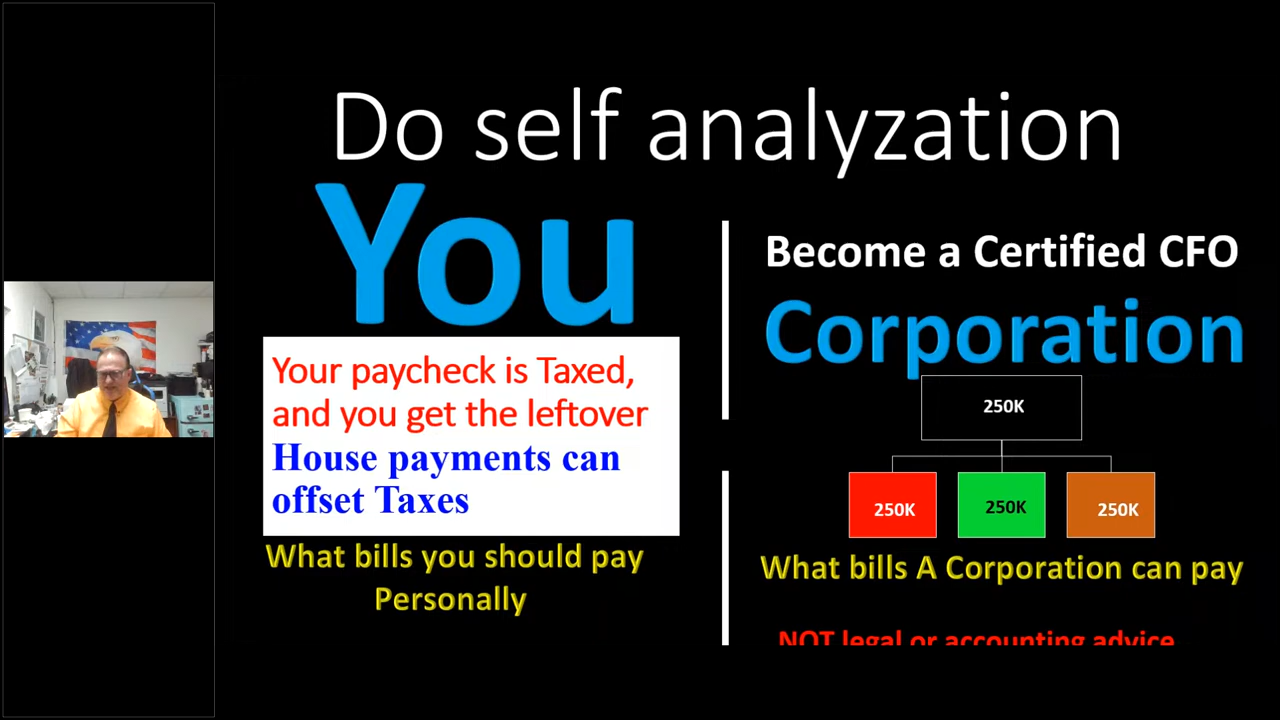 Do self analyzation
You
Your paycheck is Taxed,
and you get the leftover
House payments can
offset Taxes
What bills you should pay
Personally
Become a Certified CFO
Corporation
250K
250K
250K
250K
What bills A Corporation can pay
NOT legal or accounting advice